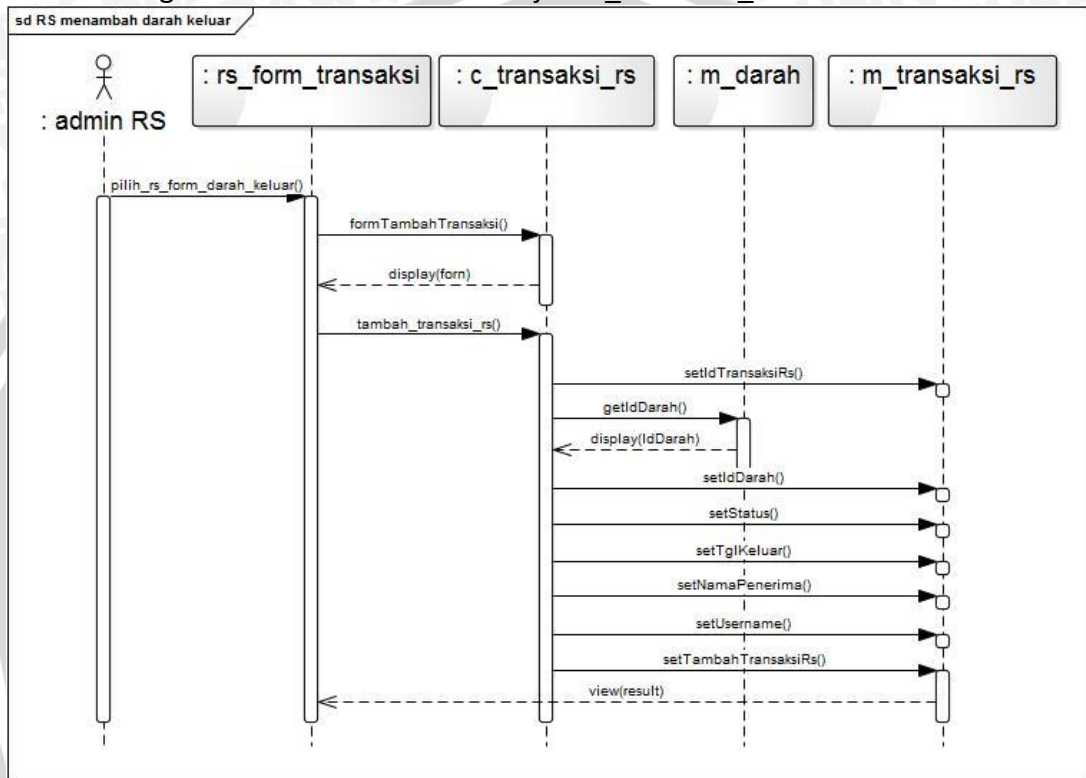 sd RS menambah darah keluar
: admin RS
: rs_form_transaksi
: c_transaksi_rs
: m_darah
: m_transaksi_rs
pilih_rs_form_darah_keluar()
formTambahTransaksi()
display(forn)
tambah_transaksi_rs()
setIdTransaksiRs()
getIdDarah()
display(IdDarah)
setIdDarah()
setStatus()
setTglKeluar()
setNamaPenerima()
setUsername()
setTambahTransaksiRs()
view(result)